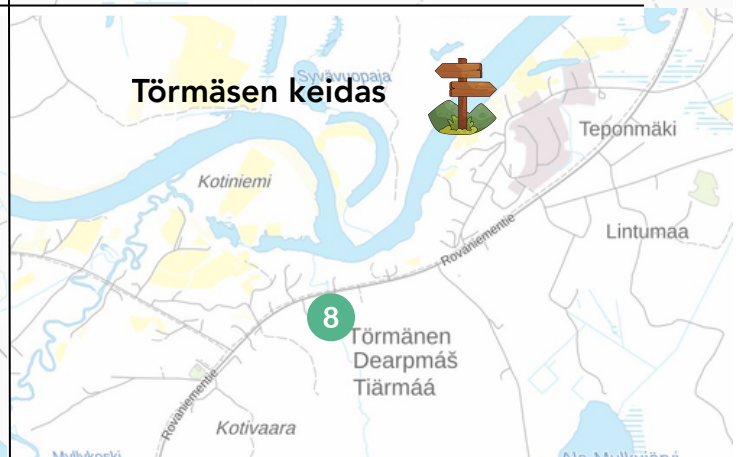 Syvävuopaja
Törmäsen keidas
Teponmäki
Kotiniemi
Rovaniementie
Lintumaa
8
Törmänen
Dearpmáš
Tiärmáá
Rovaniementie
Kotivaara